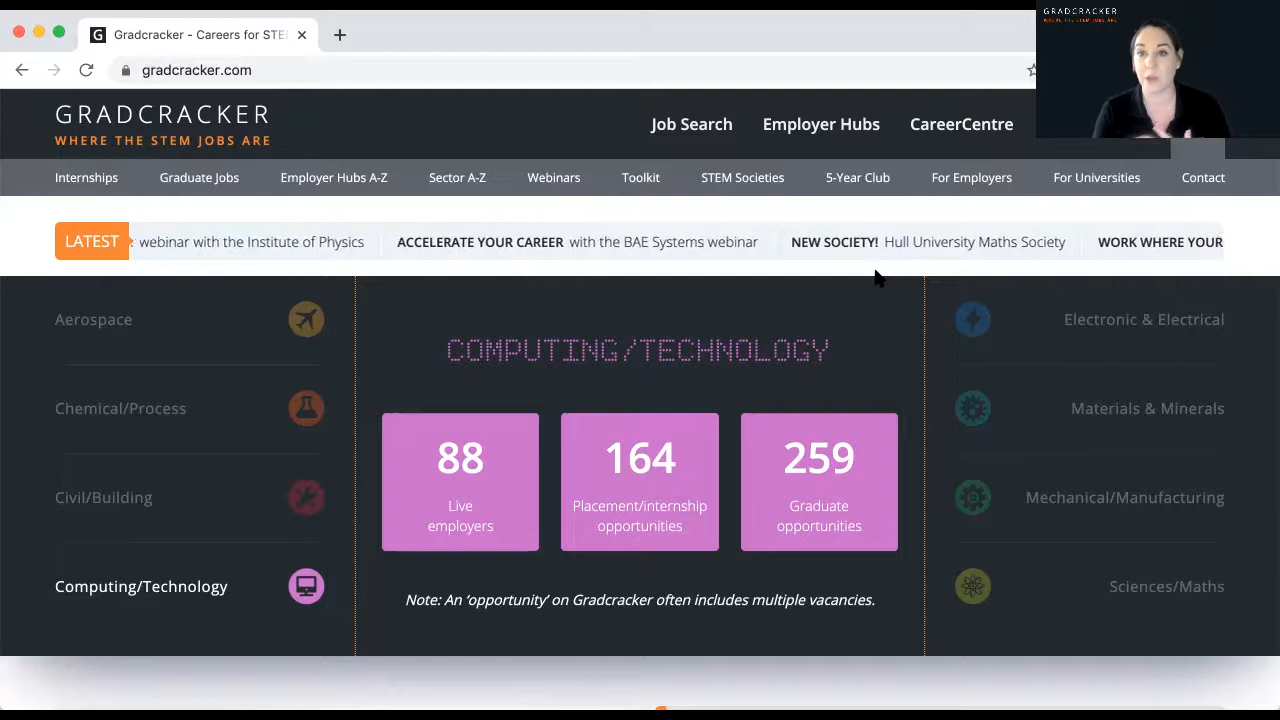 Gradcracker - Careers for STE
gradcracker.com
GRADCRACKER
WHERE THE STEM JOBS ARE
GRADCRACKER
WHERE THE STEM JOBS ARE
Job Search Employer Hubs CareerCentre
Internships Graduate Jobs Employer Hubs A-Z Sector A-Z Webinars Toolkit STEM Societies 5-Year Club For Employers For Universities Contact
LATEST : webinar with the Institute of Physics ACCELERATE YOUR CAREER with the BAE Systems webinar NEW SOCIETY! Hull University Maths Society WORK WHERE YOUR
Aerospace
Chemical/Process
Civil/Building
Computing/Technology
COMPUTING/TECHNOLOGY
88
Live
employers
164
Placement/internship
opportunities
259
Graduate
opportunities
Note: An ‘opportunity’ on Gradcracker often includes multiple vacancies.
Electronic & Electrical
Materials & Minerals
Mechanical/Manufacturing
Sciences/Maths